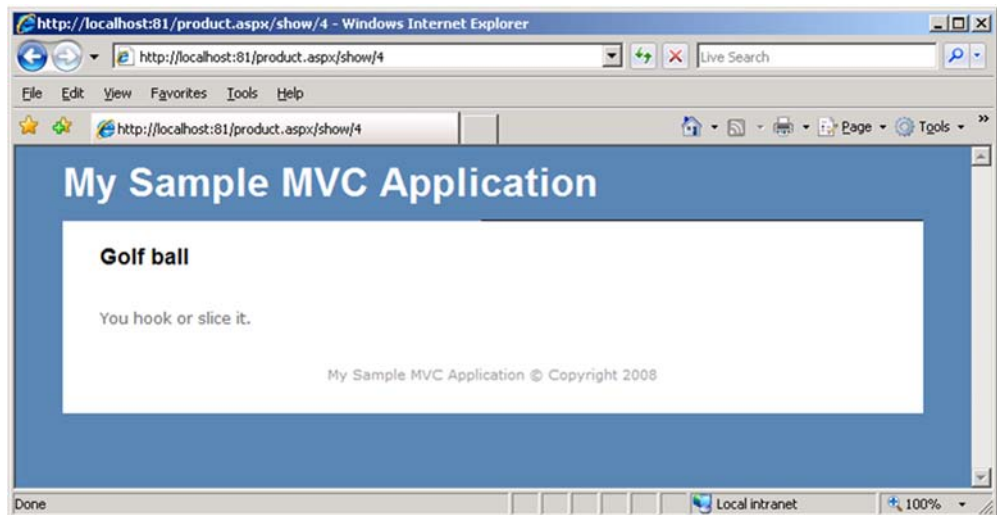 http://localhost:81/product.aspx/show/4 - Windows Internet Explorer
http://localhost:81/product.aspx/show/4
Live Search
File Edit View Favorites Tools Help
http://localhost:81/product.aspx/show/4
Page Tools »
My Sample MVC Application
Golf ball
You hook or slice it.
My Sample MVC Application © Copyright 2008
Done
Local intranet
100%